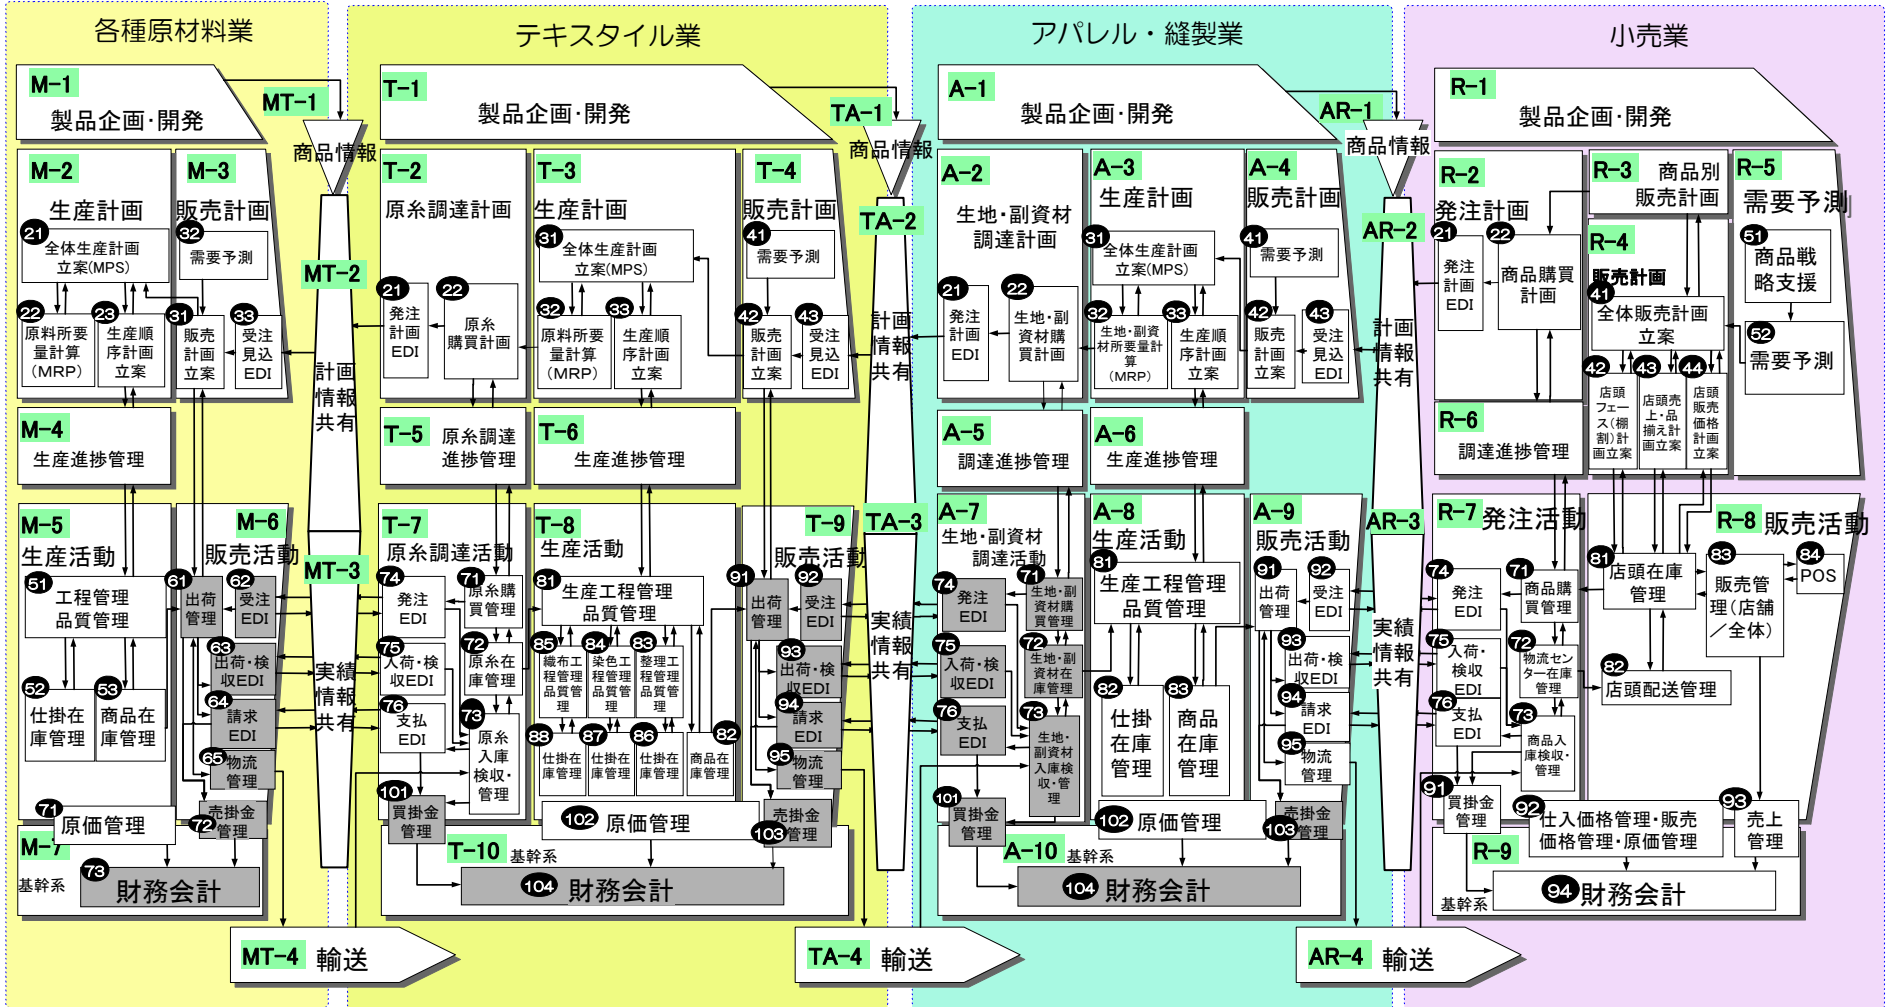 各種原材料業
M-1
製品企画･開発
M-2
生産計画
21
全体生産計画
立案(MPS)
22
原料所要
量計算
(MRP)
23
生産順
序計画
立案
M-3
販売計画
32
需要予測
31
販売
計画
立案
33
受注
見込
EDI
M-4
生産進捗管理
M-5
生産活動
51
工程管理
品質管理
52
仕掛在
庫管理
53
商品在
庫管理
M-6
販売活動
61
出荷
管理
62
受注
EDI
63
出荷・検
収EDI
64
請求
EDI
65
物流
管理
71
原価管理
72
売掛金
管理
M-7
基幹系
73
財務会計
MT-1
商品情報
MT-2
計画
情報
共有
MT-3
実績
情報
共有
MT-4
輸送
テキスタイル業
T-1
製品企画･開発
T-2
原糸調達計画
21
発注
計画
EDI
22
原糸
購買計画
T-3
生産計画
31
全体生産計画
立案(MPS)
32
原料所要
量計算
(MRP)
33
生産順
序計画
立案
T-4
販売計画
41
需要予測
42
販売
計画
立案
43
受注
見込
EDI
T-5
原糸調達
進捗管理
T-6
生産進捗管理
T-7
原糸調達活動
74
発注
EDI
71
原糸購
買管理
75
入荷・検
収EDI
72
原糸在
庫管理
76
支払
EDI
73
原糸
入庫
検収・
管理
T-8
生産活動
81
生産工程管理
品質管理
85
織布工
程管理
品質管
理
84
染色工
程管理
品質管
理
83
整理工
程管理
品質管
理
88
仕掛在
庫管理
87
仕掛在
庫管理
86
仕掛在
庫管理
82
商品在
庫管理
T-9
販売活動
91
出荷
管理
92
受注
EDI
93
出荷・検
収EDI
94
請求
EDI
95
物流
管理
101
買掛金
管理
102
原価管理
103
売掛金
管理
T-10
基幹系
104
財務会計
TA-1
商品情報
TA-2
計画
情報
共有
TA-3
実績
情報
共有
TA-4
輸送
アパレル・縫製業
A-1
製品企画･開発
A-2
生地・副資材
調達計画
21
発注
計画
EDI
22
生地・副
資材購
買計画
A-3
生産計画
31
全体生産計画
立案(MPS)
32
生地・副資
材所要量計
算
(MRP)
33
生産順
序計画
立案
A-4
販売計画
41
需要予測
42
販売
計画
立案
43
受注
見込
EDI
A-5
調達進捗管理
A-6
生産進捗管理
A-7
生地・副資材
調達活動
74
発注
EDI
71
生地・副
資材購
買管理
75
入荷・検
収EDI
72
生地・副
資材在
庫管理
76
支払
EDI
73
生地・
副資材
入庫検
収・管
理
A-8
生産活動
81
生産工程管理
品質管理
82
仕掛
在庫
管理
83
商品
在庫
管理
A-9
販売活動
91
出荷
管理
92
受注
EDI
93
出荷・検
収EDI
94
請求
EDI
95
物流
管理
101
買掛金
管理
102
原価管理
103
売掛金
管理
A-10
基幹系
104
財務会計
AR-1
商品情報
AR-2
計画
情報
共有
AR-3
実績
情報
共有
AR-4
輸送
小売業
R-1
製品企画･開発
R-2
発注計画
21
発注
計画
EDI
22
商品購買
計画
R-3
商品別
販売計画
R-4
販売計画
41
全体販売計画
立案
42
店頭
フェー
ス(棚
割)計
画立案
43
店頭売
上・品
揃え計
画立案
44
店頭
販売
価格
計画
立案
R-5
需要予測
51
商品戦
略支援
52
需要予測
R-6
調達進捗管理
R-7
発注活動
74
発注
EDI
71
商品購
買管理
75
入荷・
検収
EDI
72
物流セン
ター在庫
管理
76
支払
EDI
73
商品入
庫検収・
管理
R-8
販売活動
81
店頭在庫
管理
83
販売管
理(店舗
／全体)
84
POS
82
店頭配送管理
91
買掛金
管理
92
仕入価格管理・販売
価格管理・原価管理
93
売上
管理
R-9
基幹系
94
財務会計